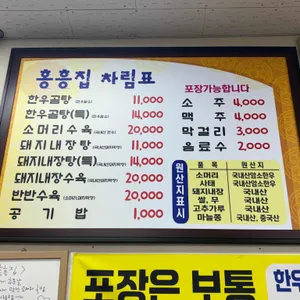 홍흥집 차림표
한우곰탕 11,000
한우곰탕(특) 14,000
소머리수육 20,000
돼지내장탕 11,000
돼지내장탕(특) 14,000
돼지내장수육 20,000
반반수육 20,000
공기밥 1,000
포장가능합니다
소주 4,000
맥주 4,000
막걸리 3,000
음료수 2,000
원산지표시
품목 원산지
소머리 국내산암소한우
사태 국내산암소한우
돼지내장 국내산
쌀, 무 국내산
고추가루 국내산
마늘쫑 국내산, 중국산
포장은 보통
한우